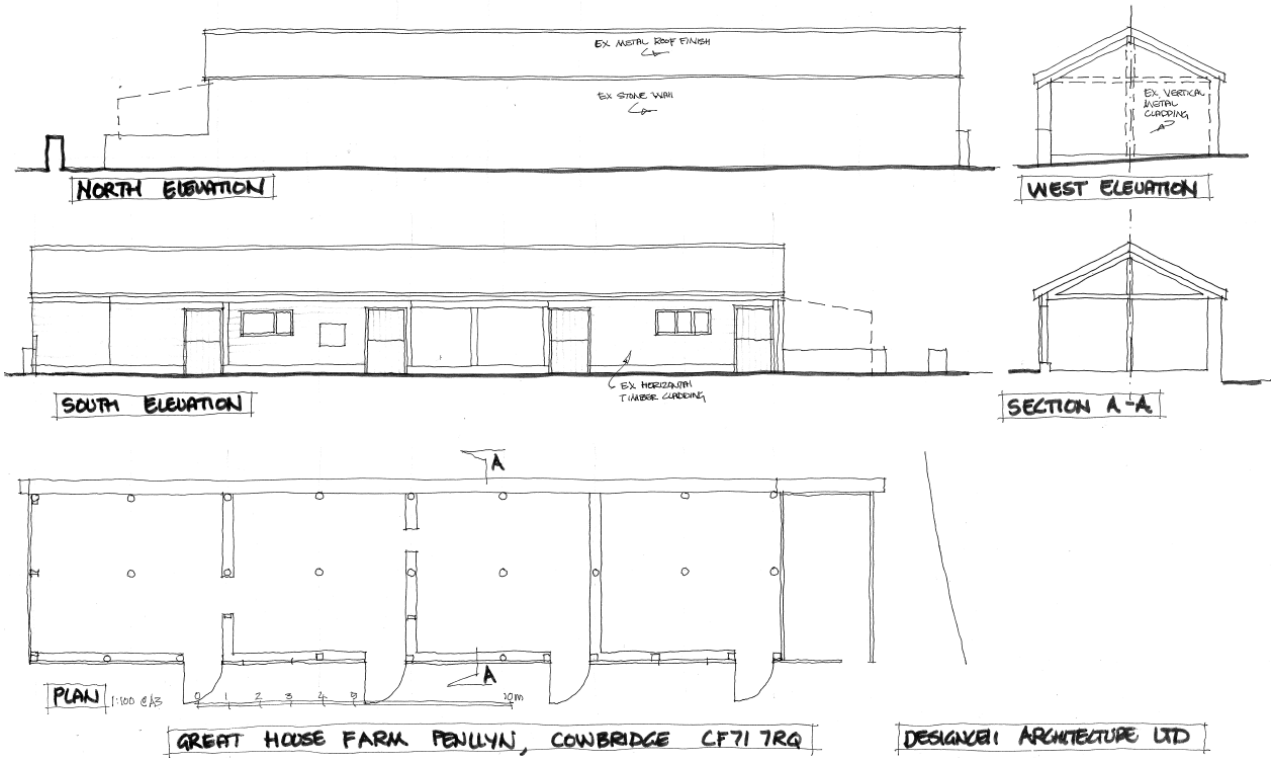 EX METAL ROOF FINISH
EX STONE WALL
EX. VERTICAL
METAL
CLADDING
NORTH ELEVATION
WEST ELEVATION
EX HORIZONTAL
TIMBER CLADDING
SOUTH ELEVATION
SECTION A-A
A
A
PLAN 1:100 @A3
0 1 2 3 4 5 10m
GREAT HOUSE FARM PENLLYN, COWBRIDGE CF71 7RQ
ARCHITECTURE LTD